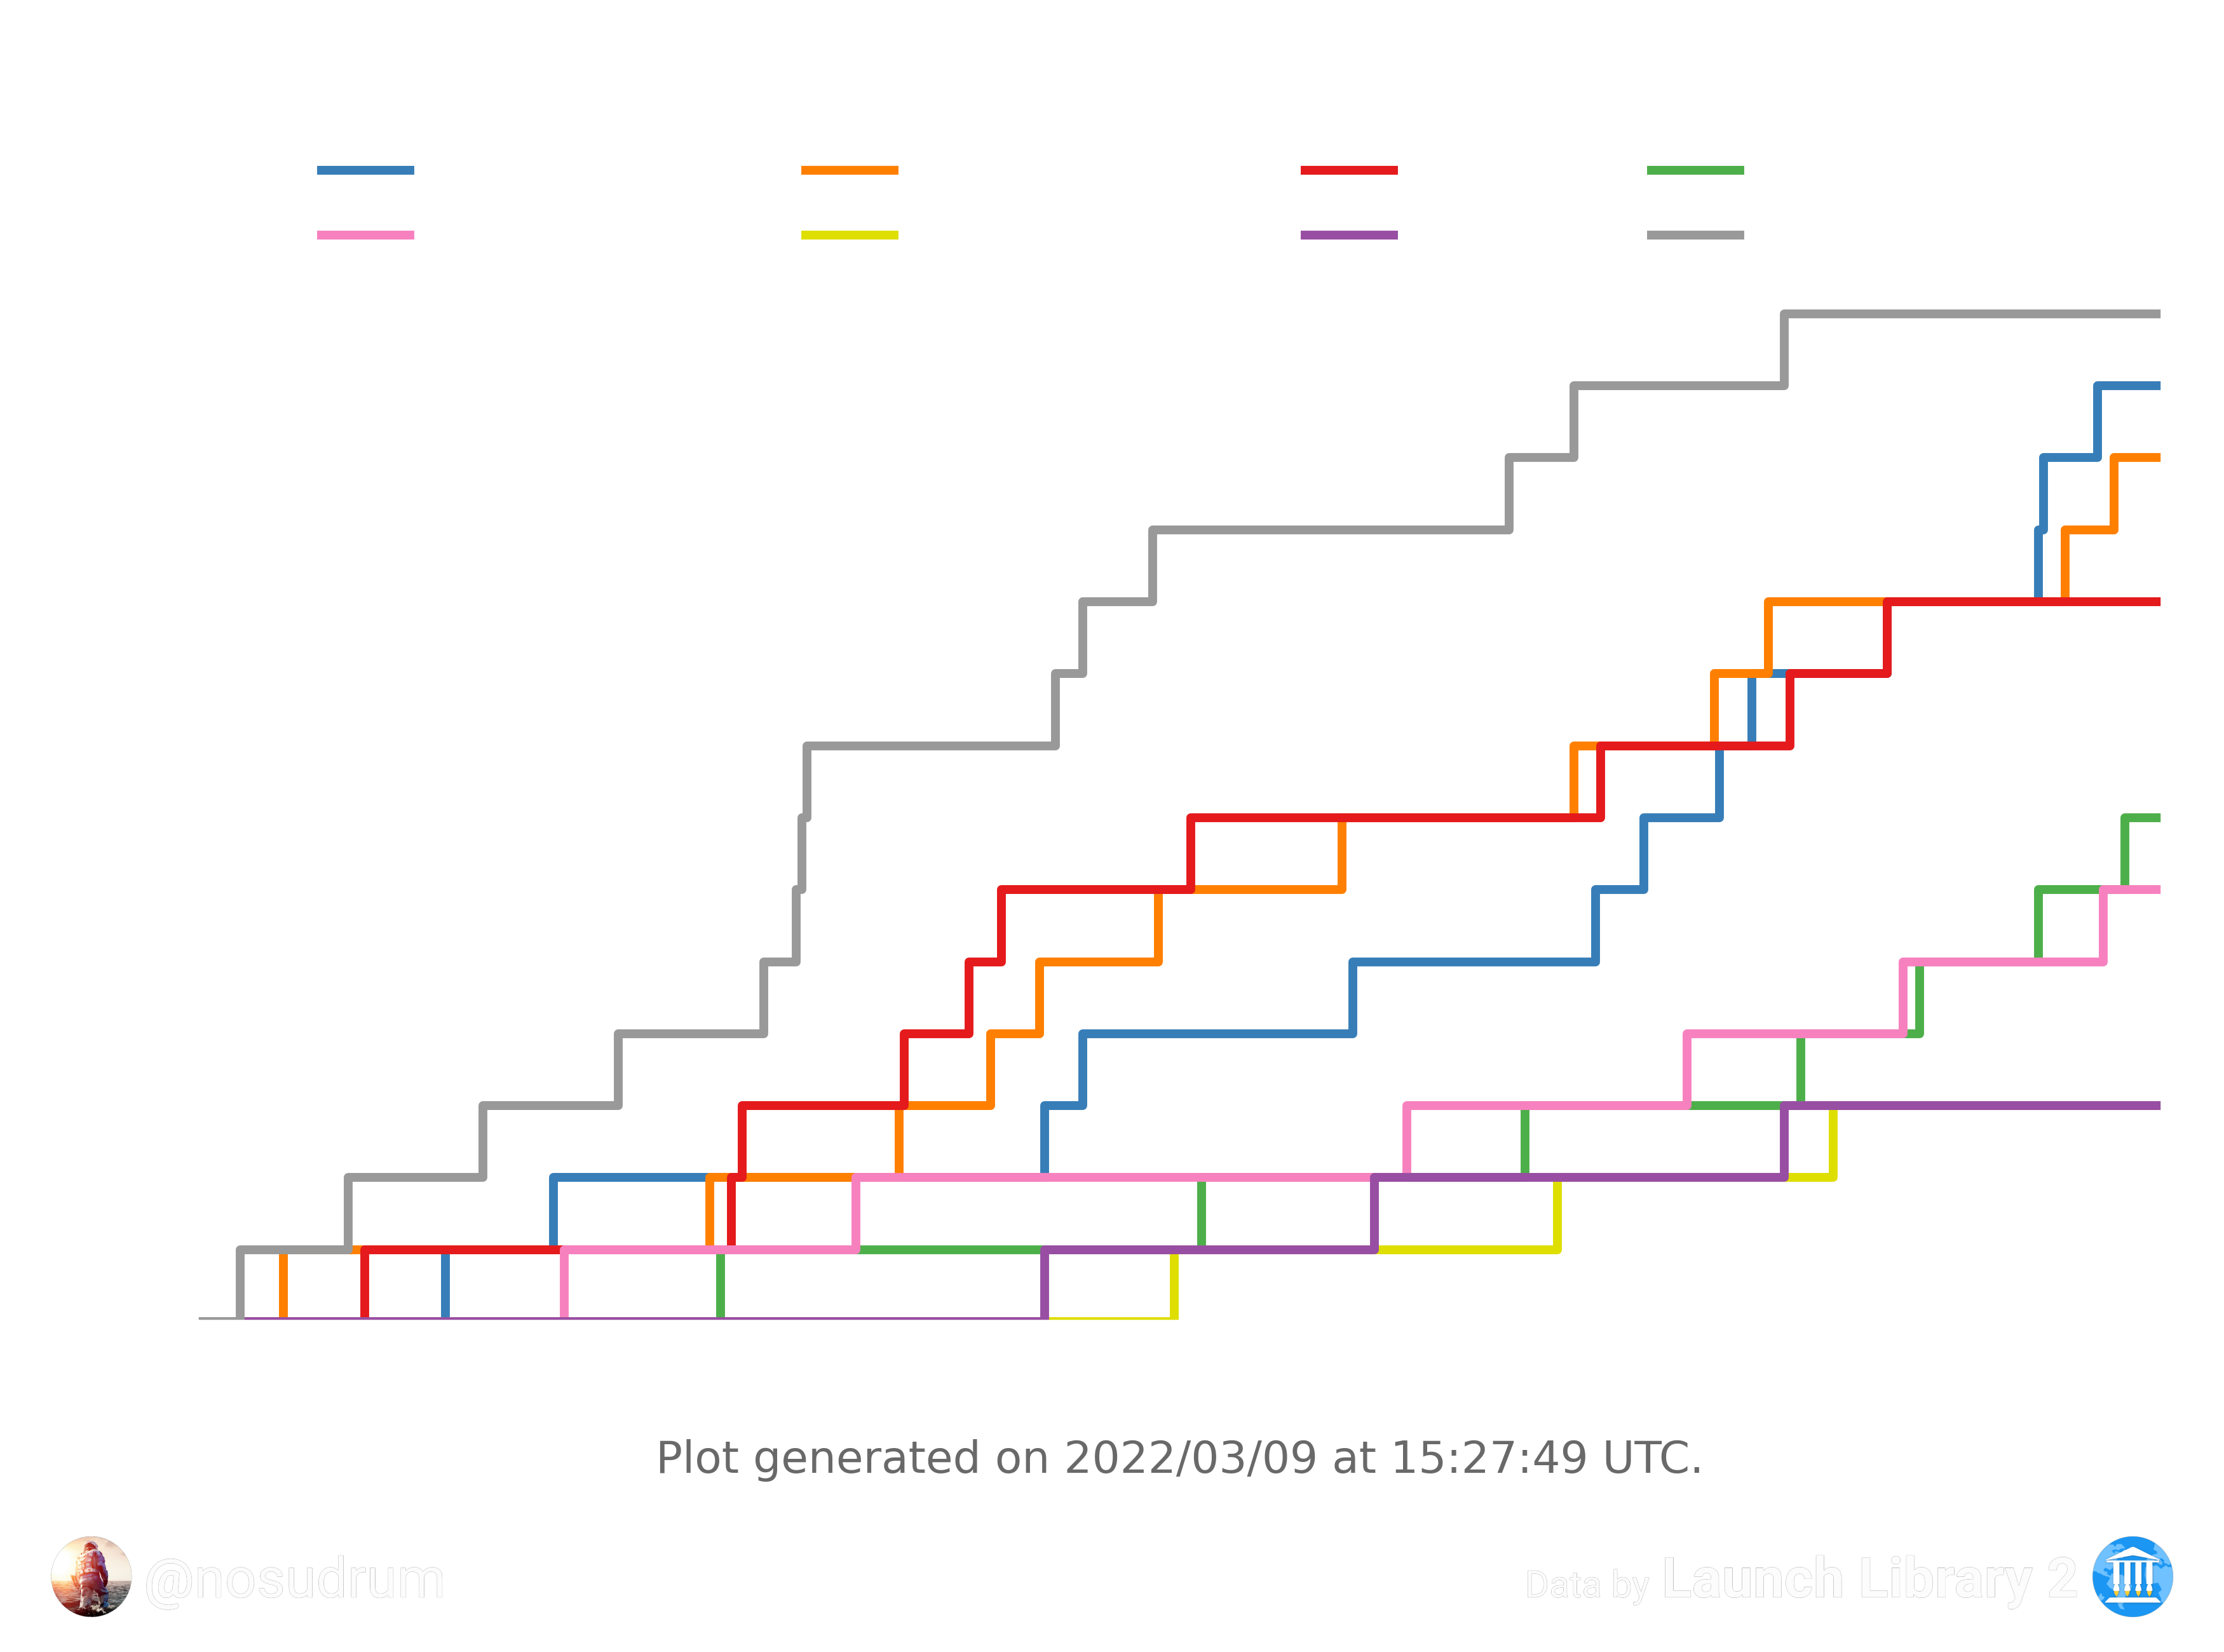 Plot generated on 2022/03/09 at 15:27:49 UTC.
@nosudrum
Data by Launch Library 2